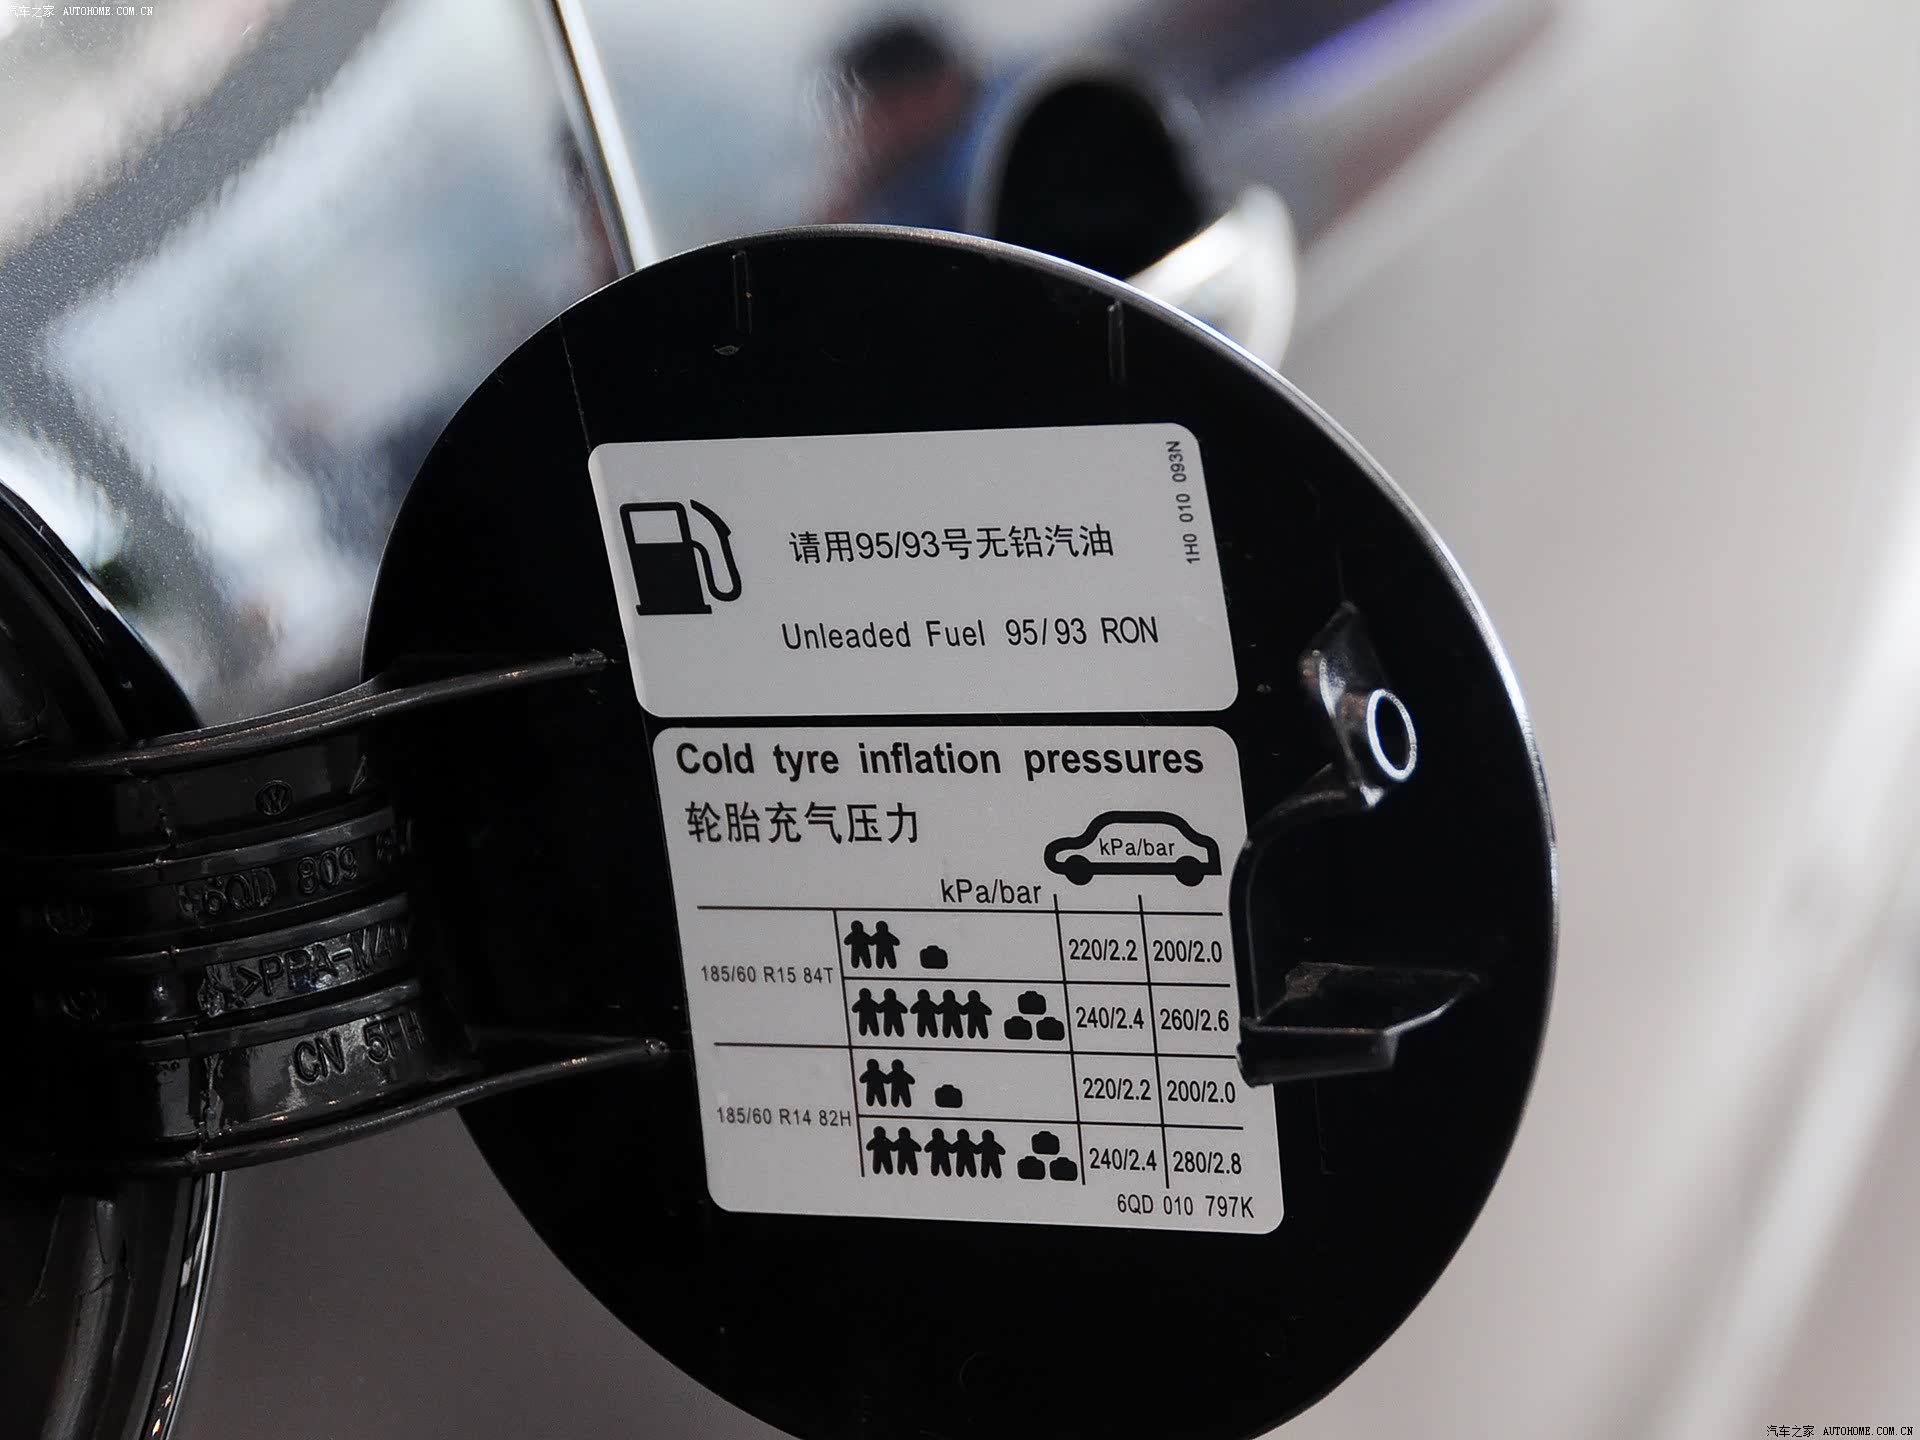 汽车之家 AUTOHOME.COM.CN
请用95/93号无铅汽油
Unleaded Fuel 95/93 RON
1H0 010 093N
Cold tyre inflation pressures
轮胎充气压力
kPa/bar
kPa/bar
185/60 R15 84T
220/2.2 200/2.0
240/2.4 260/2.6
185/60 R14 82H
220/2.2 200/2.0
240/2.4 280/2.8
6QD 010 797K
6QD 809
>PPA-M40
CN 5FH
汽车之家 AUTOHOME.COM.CN